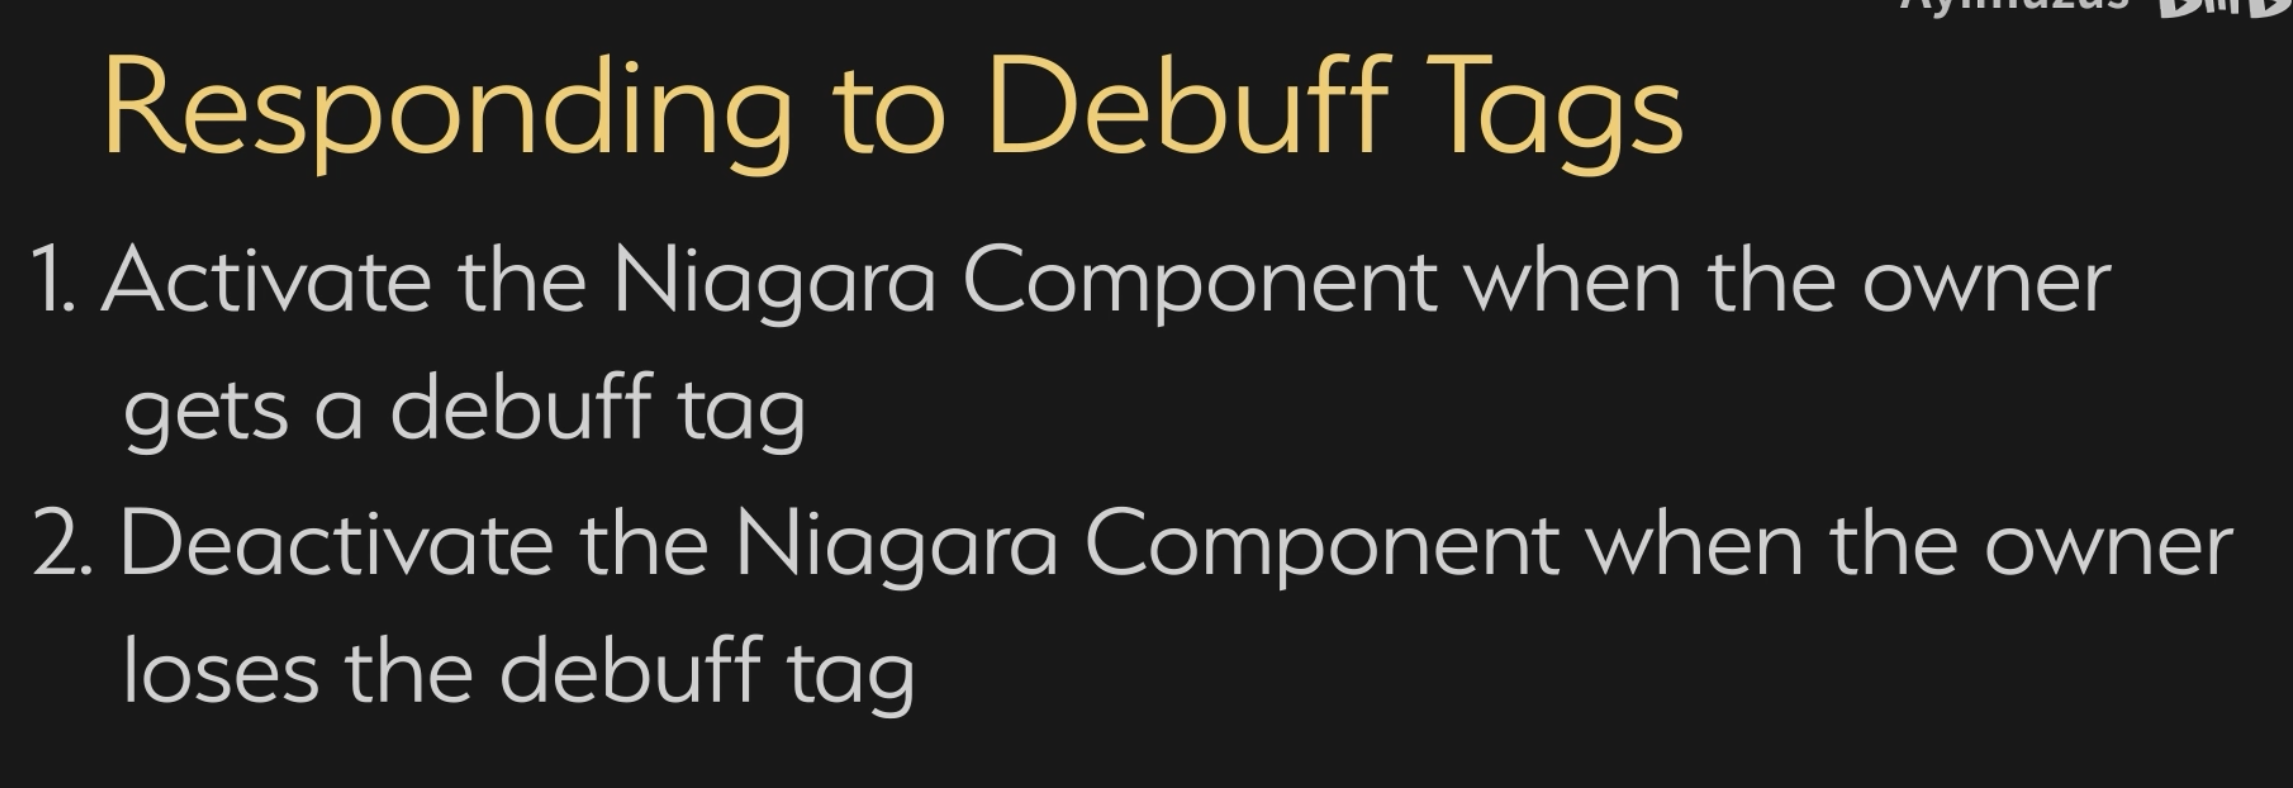 Responding to Debuff Tags
1. Activate the Niagara Component when the owner
gets a debuff tag
2. Deactivate the Niagara Component when the owner
loses the debuff tag